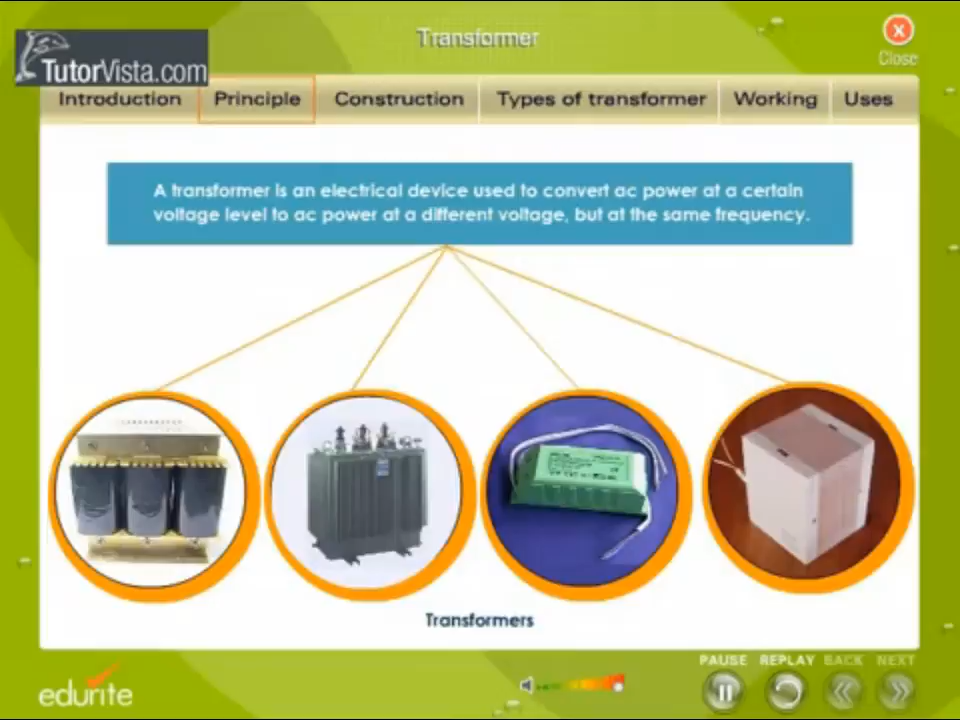 Transformer
X
Close
TutorVista.com
Introduction Principle Construction Types of transformer Working Uses
A transformer is an electrical device used to convert ac power at a certain
voltage level to ac power at a different voltage, but at the same frequency.
Transformers
PAUSE REPLAY BACK NEXT
edurite